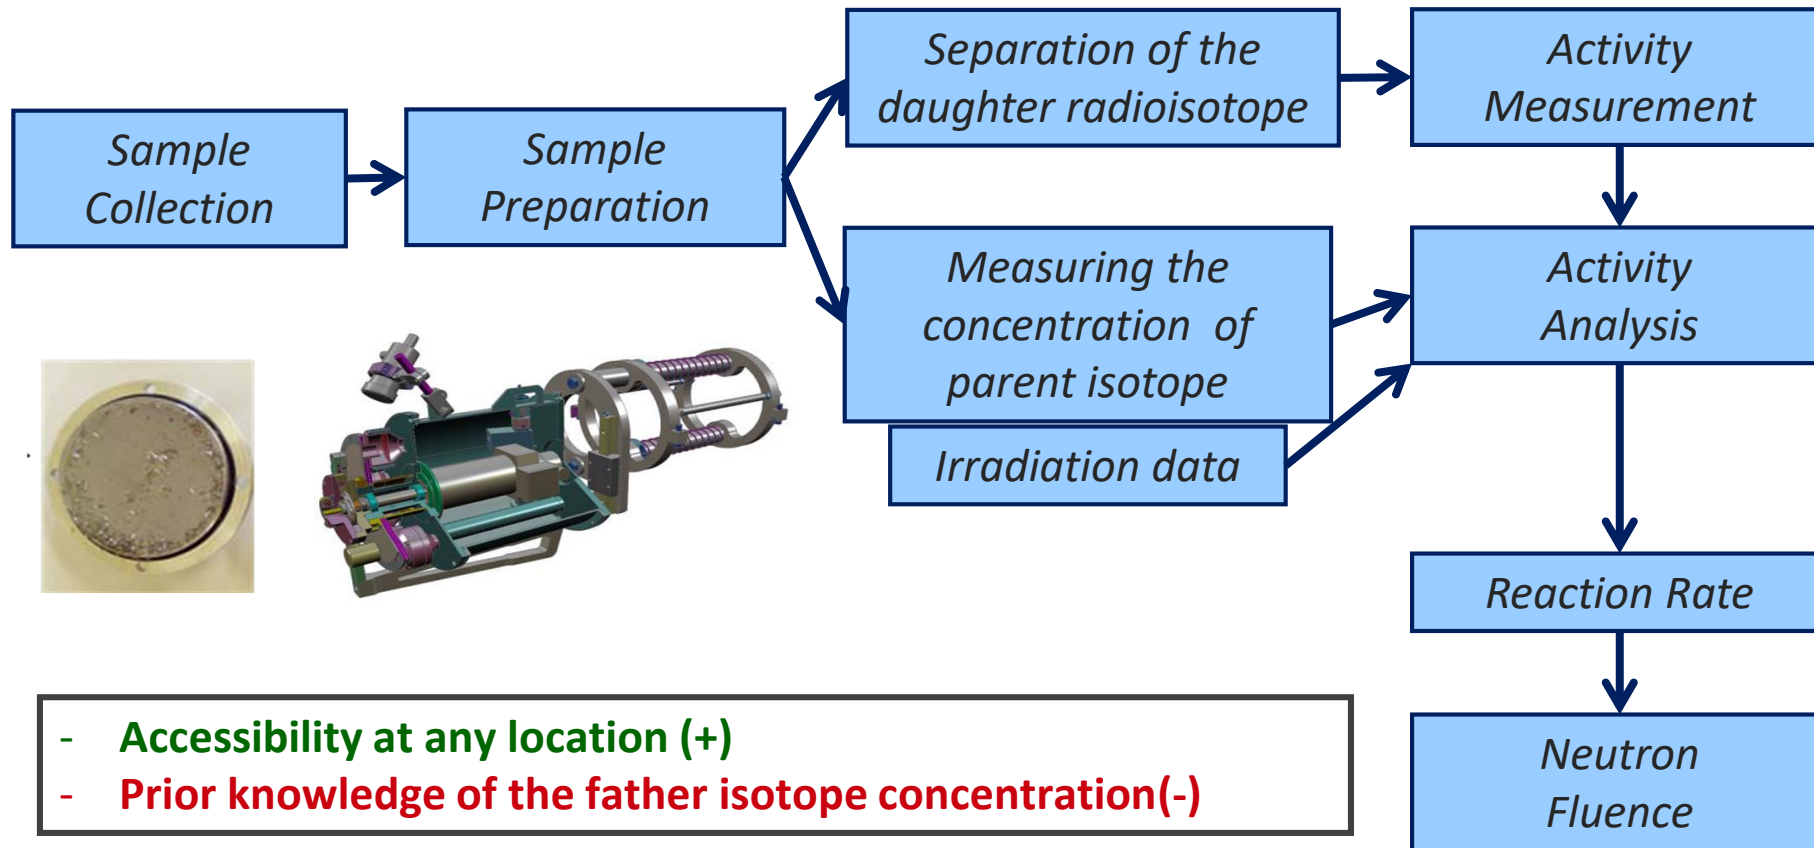 Sample
Collection
Sample
Preparation
Separation of the
daughter radioisotope
Activity
Measurement
Measuring the
concentration of
parent isotope
Irradiation data
Activity
Analysis
Reaction Rate
Neutron
Fluence
- Accessibility at any location (+)
- Prior knowledge of the father isotope concentration(-)